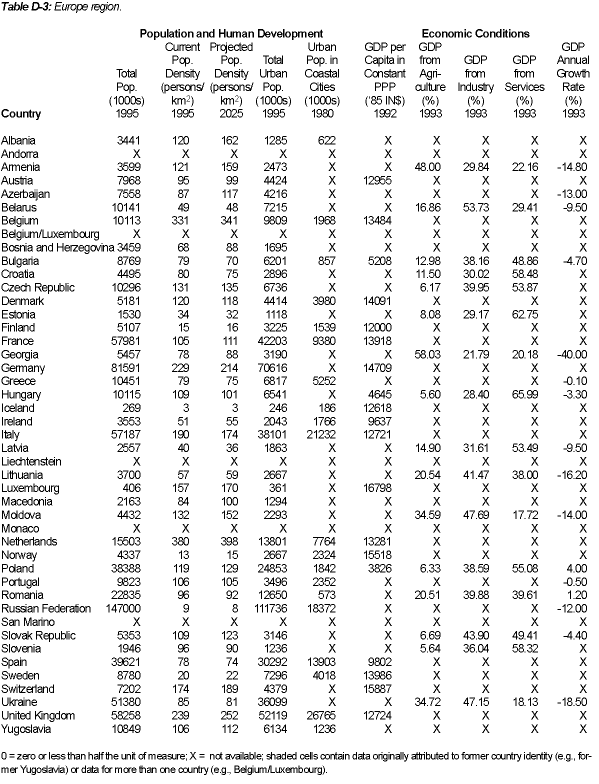 Table D-3: Europe region.
Population and Human Development Economic Conditions
Current Projected Urban GDP per GDP GDP
Pop. Pop. Total Pop. in Capita in from GDP GDP Annual
Total Density Density Urban Pop. Coastal Constant Agri- from from Growth
Pop. (persons/ (persons/ (1000s) Cities PPP culture Industry Services Rate
(1000s) km2) km2) (1000s) ('85 IN$) (%) (%) (%) (%)
Country 1995 1995 2025 1995 1980 1992 1993 1993 1993 1993
Albania 3441 120 162 1285 622 X X X X X
Andorra X X X X X X X X X X
Armenia 3599 121 159 2473 X X 48.00 29.84 22.16 -14.80
Austria 7968 95 99 4424 X 12955 X X X X
Azerbaijan 7558 87 117 4216 X X X X X -13.00
Belarus 10141 49 48 7215 X X 16.86 53.73 29.41 -9.50
Belgium 10113 331 341 9809 1968 13484 X X X X
Belgium/Luxembourg X X X X X X X X X X
Bosnia and Herzegovina 3459 68 88 1695 X X X X X X
Bulgaria 8769 79 70 6201 857 5208 12.98 38.16 48.86 -4.70
Croatia 4495 80 75 2896 X X 11.50 30.02 58.48 X
Czech Republic 10296 131 135 6736 X X 6.17 39.95 53.87 X
Denmark 5181 120 118 4414 3980 14091 X X X X
Estonia 1530 34 32 1118 X X 8.08 29.17 62.75 X
Finland 5107 15 16 3225 1539 12000 X X X X
France 57981 105 111 42203 9380 13918 X X X X
Georgia 5457 78 88 3190 X X 58.03 21.79 20.18 -40.00
Germany 81591 229 214 70616 X 14709 X X X X
Greece 10451 79 75 6817 5252 X X X X -0.10
Hungary 10115 109 101 6541 X 4645 5.60 28.40 65.99 -3.30
Iceland 269 3 3 246 186 12618 X X X X
Ireland 3553 51 55 2043 1766 9637 X X X X
Italy 57187 190 174 38101 21232 12721 X X X X
Latvia 2557 40 36 1863 X X 14.90 31.61 53.49 -9.50
Liechtenstein X X X X X X X X X X
Lithuania 3700 57 59 2667 X X 20.54 41.47 38.00 -16.20
Luxembourg 406 157 170 361 X 16798 X X X X
Macedonia 2163 84 100 1294 X X X X X X
Moldova 4432 132 152 2293 X X 34.59 47.69 17.72 -14.00
Monaco X X X X X X X X X X
Netherlands 15503 380 398 13801 7764 13281 X X X X
Norway 4337 13 15 2667 2324 15518 X X X X
Poland 38388 119 129 24853 1842 3826 6.33 38.59 55.08 4.00
Portugal 9823 106 105 3496 2352 X X X X -0.50
Romania 22835 96 92 12650 573 X 20.51 39.88 39.61 1.20
Russian Federation 147000 9 8 111736 18372 X X X X -12.00
San Marino X X X X X X X X X X
Slovak Republic 5353 109 123 3146 X X 6.69 43.90 49.41 -4.40
Slovenia 1946 96 90 1236 X X 5.64 36.04 58.32 X
Spain 39621 78 74 30292 13903 9802 X X X X
Sweden 8780 20 22 7296 4018 13986 X X X X
Switzerland 7202 174 189 4379 X 15887 X X X X
Ukraine 51380 85 81 36099 X X 34.72 47.15 18.13 -18.50
United Kingdom 58258 239 252 52119 26765 12724 X X X X
Yugoslavia 10849 106 112 6134 1236 X X X X X
0 = zero or less than half the unit of measure; X = not available; shaded cells contain data originally attributed to former country identity (e.g., for-
mer Yugoslavia) or data for more than one country (e.g., Belgium/Luxembourg).